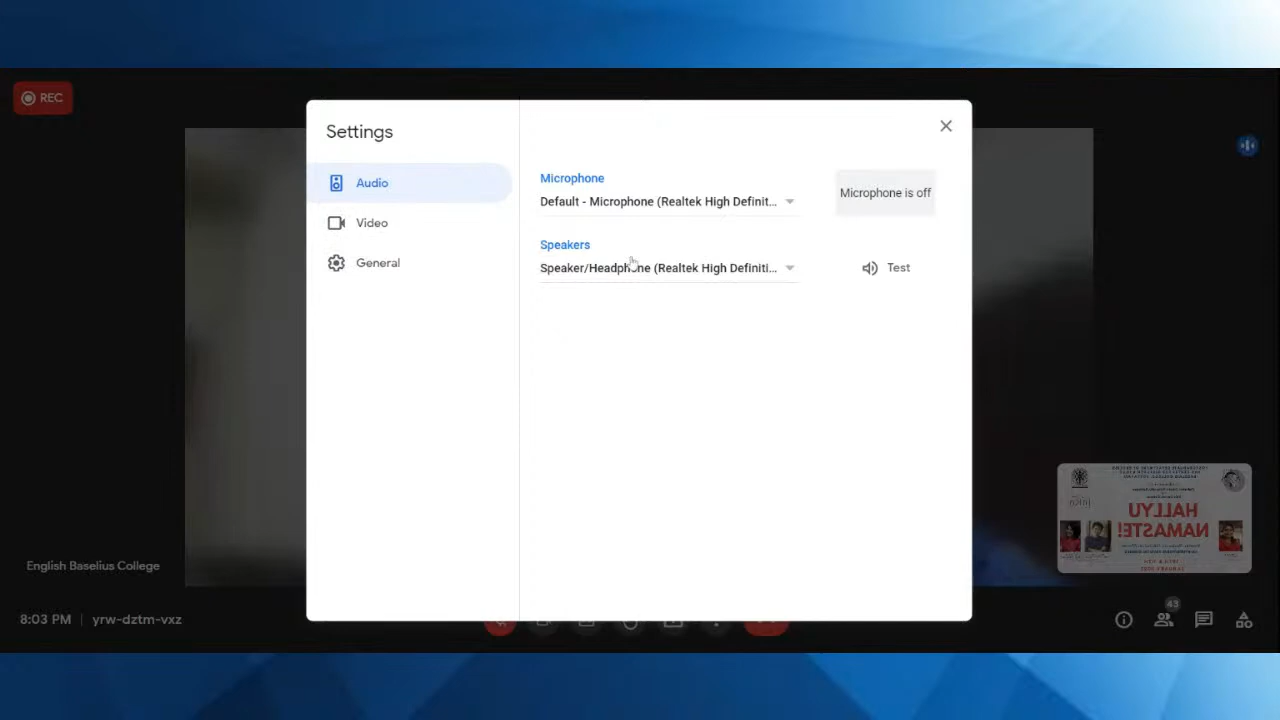 REC
Settings
Audio
Video
General
Microphone
Default - Microphone (Realtek High Definit...
Microphone is off
Speakers
Speaker/Headphone (Realtek High Definiti...
Test
HALLYU
NAMASTE!
English Baselius College
8:03 PM | yrw-dztm-vxz
43